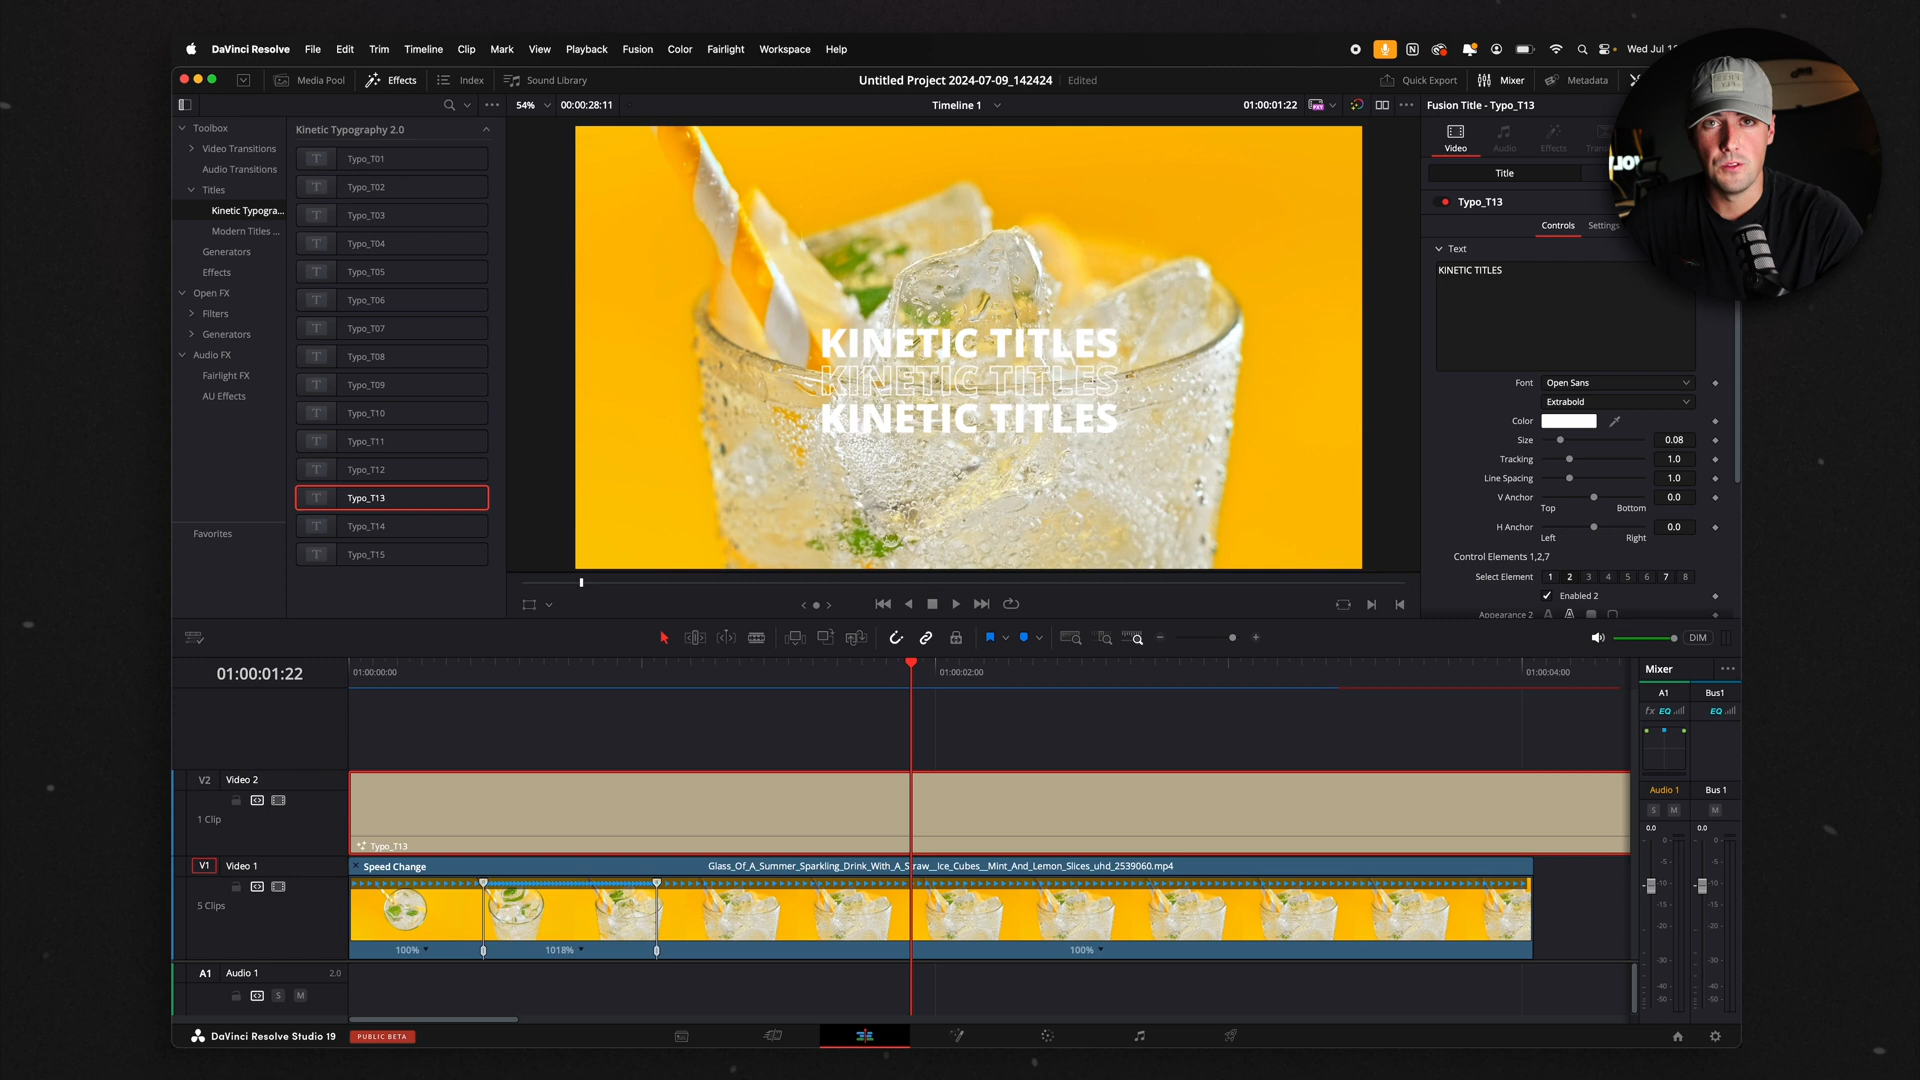 DaVinci Resolve File Edit Trim Timeline Clip Mark View Playback Fusion Color Fairlight Workspace Help
Wed Jul
Media Pool Effects Index Sound Library
Untitled Project 2024-07-09_142424 Edited
Quick Export Mixer Metadata
54% 00:00:28:11 Timeline 1 01:00:01:22
Fusion Title - Typo_T13
Toolbox
Video Transitions
Audio Transitions
Titles
Kinetic Typogra...
Modern Titles ...
Generators
Effects
Open FX
Filters
Generators
Audio FX
Fairlight FX
AU Effects
Favorites
Kinetic Typography 2.0
Typo_T01
Typo_T02
Typo_T03
Typo_T04
Typo_T05
Typo_T06
Typo_T07
Typo_T08
Typo_T09
Typo_T10
Typo_T11
Typo_T12
Typo_T13
Typo_T14
Typo_T15
KINETIC TITLES
KINETIC TITLES
KINETIC TITLES
Video Audio Effects
Title
Typo_T13
Controls Settings
Text
KINETIC TITLES
Font Open Sans
Extrabold
Color
Size 0.08
Tracking 1.0
Line Spacing 1.0
V Anchor 0.0
Top Bottom
H Anchor 0.0
Left Right
Control Elements 1,2,7
Select Element 1 2 3 4 5 6 7 8
Enabled 2
Appearance 2
DIM
01:00:01:22
01:00:00:00 01:00:02:00 01:00:04:00
V2 Video 2
1 Clip
Typo_T13
V1 Video 1
5 Clips
Speed Change Glass_Of_A_Summer_Sparkling_Drink_With_A_Straw__Ice_Cubes__Mint_And_Lemon_Slices_uhd_2539060.mp4
100% 1018% 100%
A1 Audio 1 2.0
S M
Mixer
A1 Bus1
fx EQ EQ
Audio 1 Bus 1
S M M
0.0 0.0
-5
-10
-15
-20
-30
-40
-50
DaVinci Resolve Studio 19 PUBLIC BETA